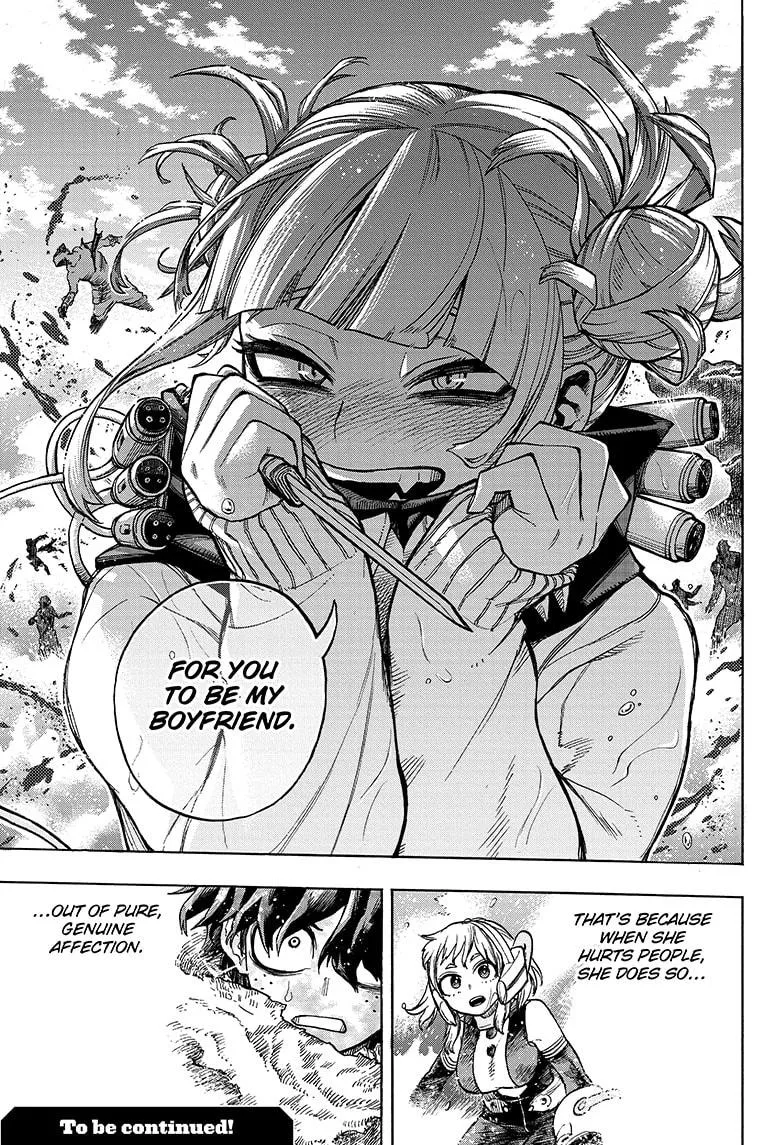 FOR YOU
TO BE MY
BOYFRIEND.
THAT'S BECAUSE
WHEN SHE
HURTS PEOPLE,
SHE DOES SO...
...OUT OF PURE,
GENUINE
AFFECTION.
To be continued!